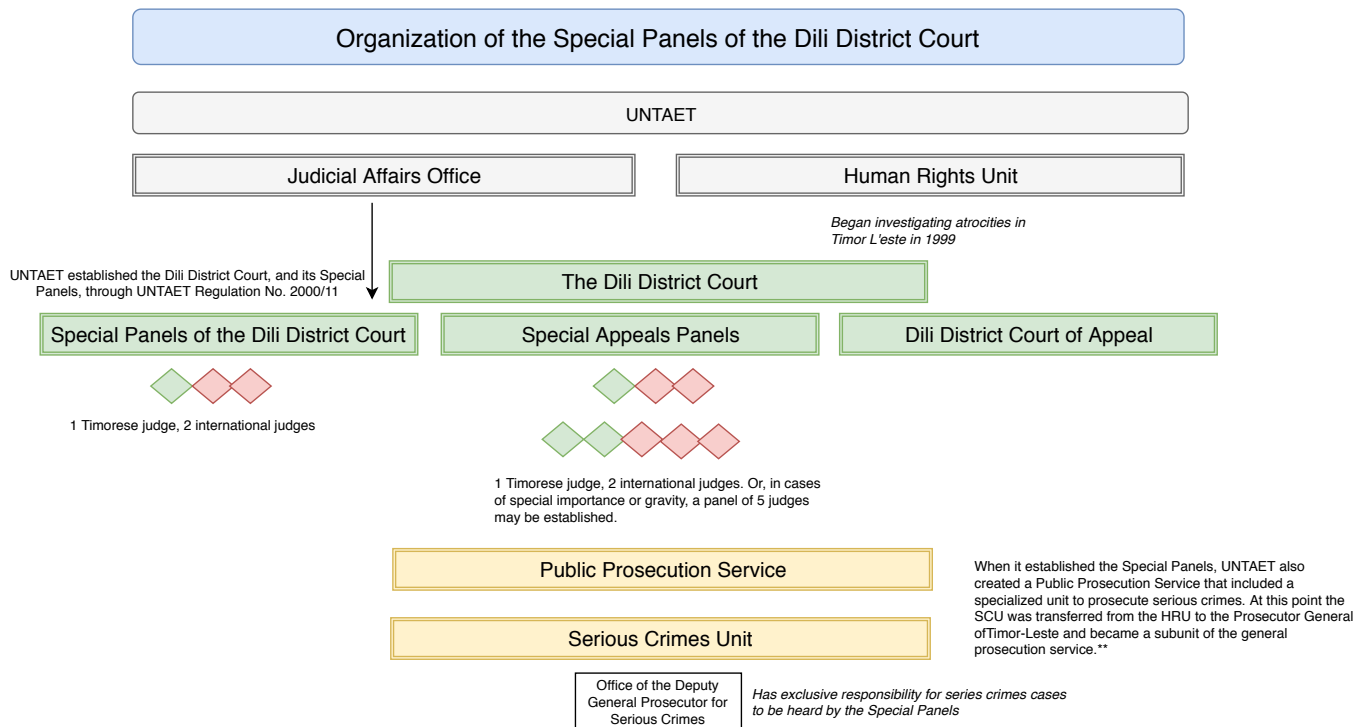 Organization of the Special Panels of the Dili District Court
UNTAET
Judicial Affairs Office
Human Rights Unit
Began investigating atrocities in
Timor L'este in 1999
UNTAET established the Dili District Court, and its Special
Panels, through UNTAET Regulation No. 2000/11
The Dili District Court
Special Panels of the Dili District Court
Special Appeals Panels
Dili District Court of Appeal
1 Timorese judge, 2 international judges
1 Timorese judge, 2 international judges. Or, in cases
of special importance or gravity, a panel of 5 judges
may be established.
Public Prosecution Service
Serious Crimes Unit
When it established the Special Panels, UNTAET also
created a Public Prosecution Service that included a
specialized unit to prosecute serious crimes. At this point the
SCU was transferred from the HRU to the Prosecutor General
ofTimor-Leste and became a subunit of the general
prosecution service.**
Office of the Deputy
General Prosecutor for
Serious Crimes
Has exclusive responsibility for series crimes cases
to be heard by the Special Panels